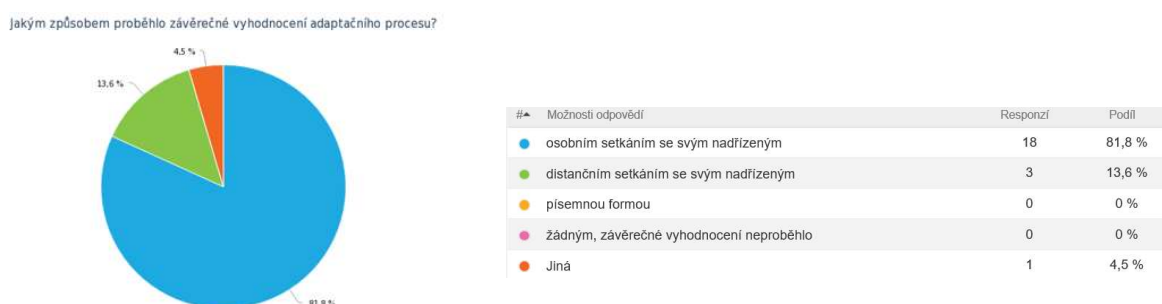 Jakým způsobem proběhlo závěrečné vyhodnocení adaptačního procesu?
4,5 %
13,6 %
81,8 %
# Možnosti odpovědí Responzí Podíl
osobním setkáním se svým nadřízeným 18 81,8 %
distančním setkáním se svým nadřízeným 3 13,6 %
písemnou formou 0 0 %
žádným, závěrečné vyhodnocení neproběhlo 0 0 %
Jiná 1 4,5 %